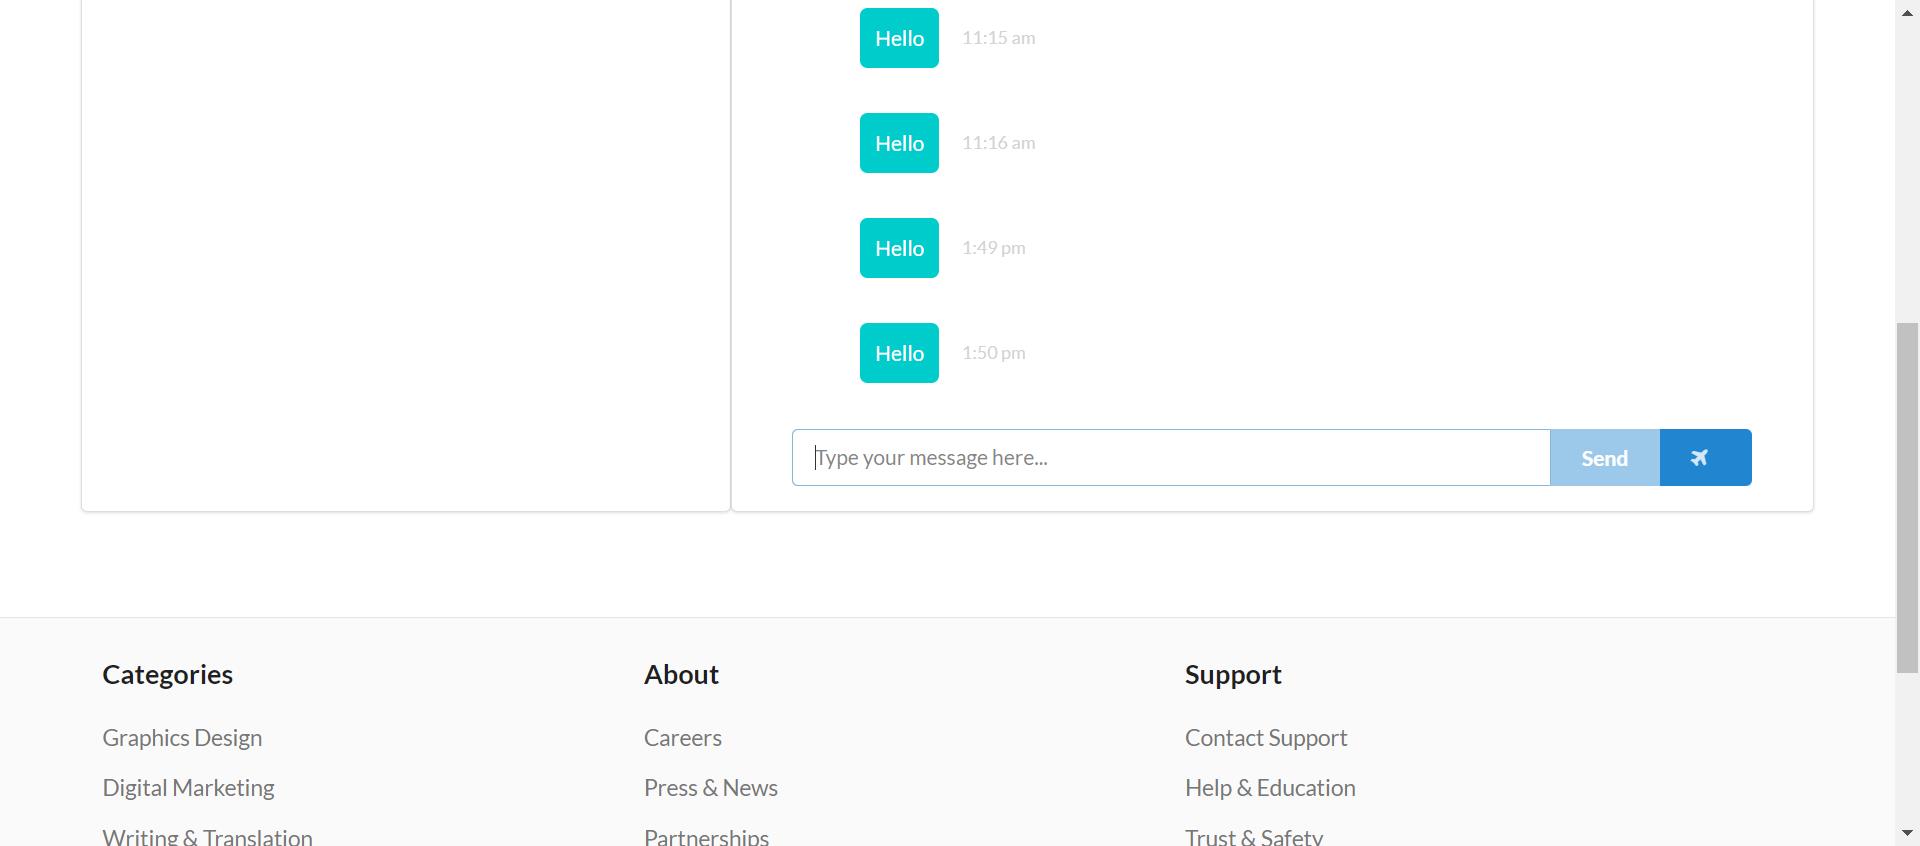 Hello 11:15 am
Hello 11:16 am
Hello 1:49 pm
Hello 1:50 pm
Type your message here... Send
Categories About Support
Graphics Design Careers Contact Support
Digital Marketing Press & News Help & Education
Writing & Translation Partnerships Trust & Safety